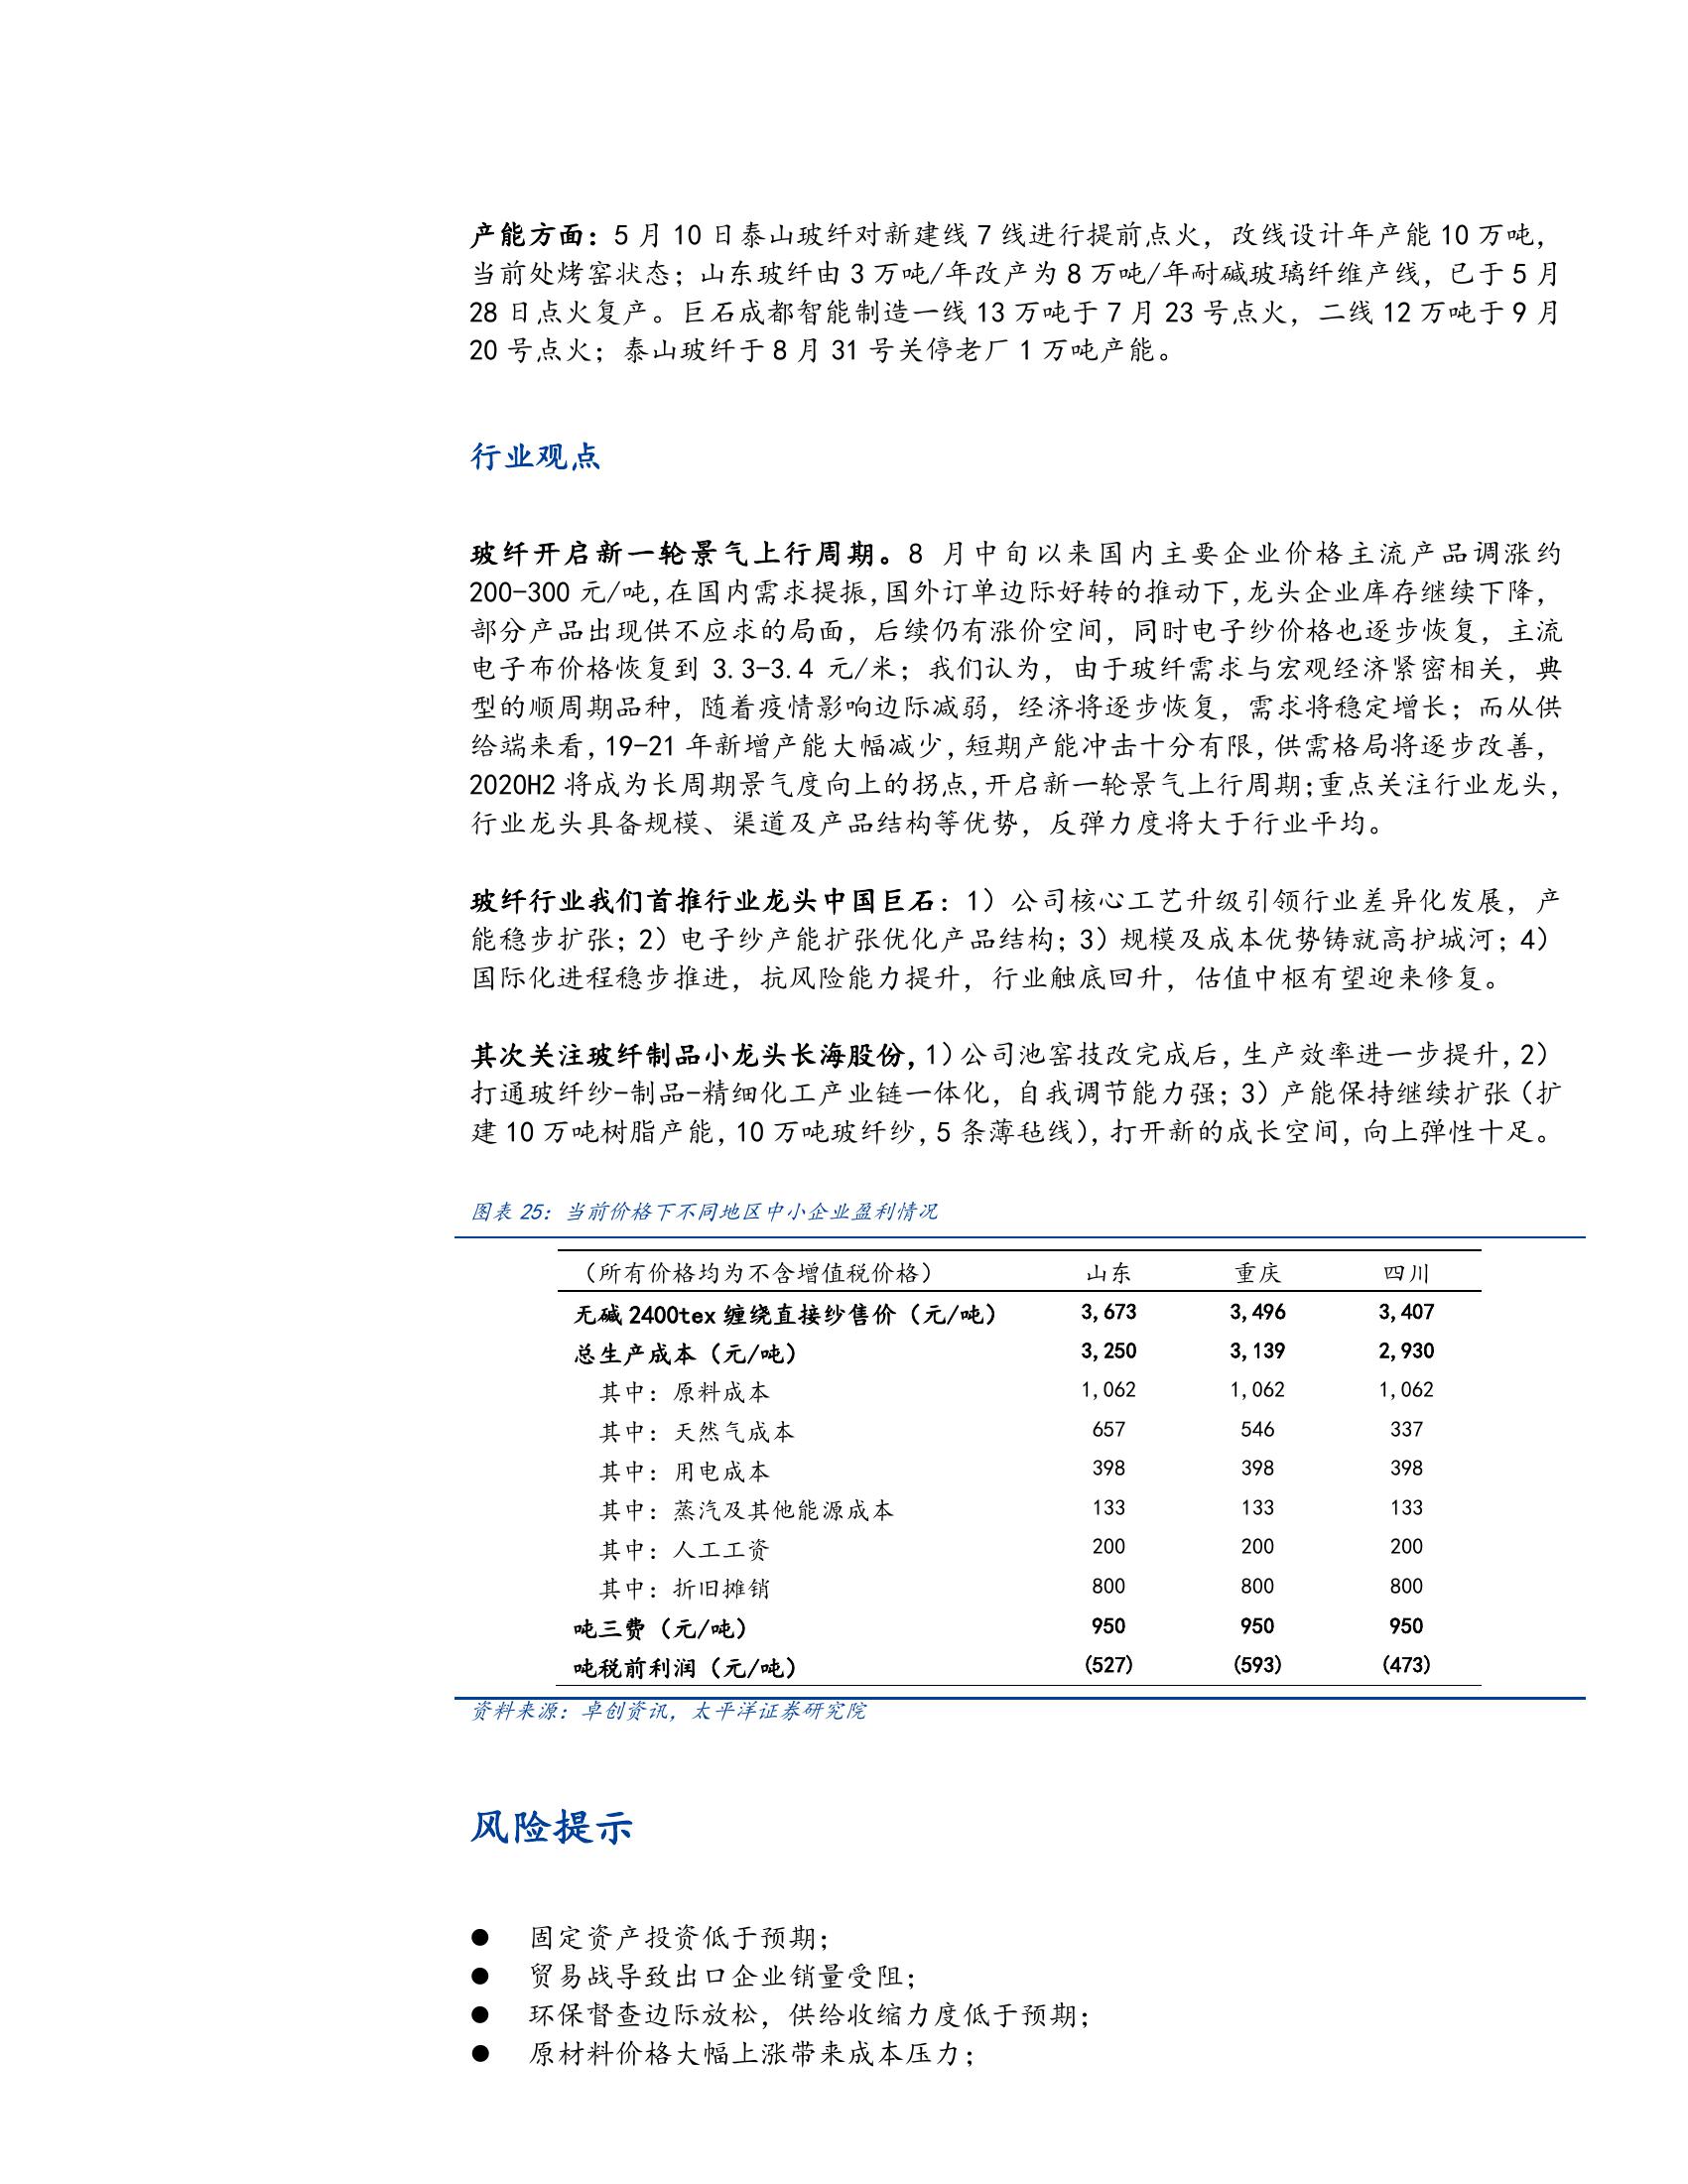 产能方面：5 月 10 日泰山玻纤对新建线 7 线进行提前点火，改线设计年产能 10 万吨，
当前处烤窑状态；山东玻纤由 3 万吨/年改产为 8 万吨/年耐碱玻璃纤维产线，已于 5 月
28 日点火复产。巨石成都智能制造一线 13 万吨于 7 月 23 号点火，二线 12 万吨于 9 月
20 号点火；泰山玻纤于 8 月 31 号关停老厂 1 万吨产能。
行业观点
玻纤开启新一轮景气上行周期。8 月中旬以来国内主要企业价格主流产品调涨约
200-300 元/吨,在国内需求提振,国外订单边际好转的推动下,龙头企业库存继续下降，
部分产品出现供不应求的局面，后续仍有涨价空间，同时电子纱价格也逐步恢复，主流
电子布价格恢复到 3.3-3.4 元/米；我们认为，由于玻纤需求与宏观经济紧密相关，典
型的顺周期品种，随着疫情影响边际减弱，经济将逐步恢复，需求将稳定增长；而从供
给端来看,19-21 年新增产能大幅减少,短期产能冲击十分有限,供需格局将逐步改善，
2020H2 将成为长周期景气度向上的拐点,开启新一轮景气上行周期;重点关注行业龙头，
行业龙头具备规模、渠道及产品结构等优势，反弹力度将大于行业平均。
玻纤行业我们首推行业龙头中国巨石：1）公司核心工艺升级引领行业差异化发展，产
能稳步扩张；2）电子纱产能扩张优化产品结构；3）规模及成本优势铸就高护城河；4）
国际化进程稳步推进，抗风险能力提升，行业触底回升，估值中枢有望迎来修复。
其次关注玻纤制品小龙头长海股份，1）公司池窑技改完成后，生产效率进一步提升，2）
打通玻纤纱-制品-精细化工产业链一体化，自我调节能力强；3）产能保持继续扩张（扩
建 10 万吨树脂产能，10 万吨玻纤纱，5 条薄毡线），打开新的成长空间，向上弹性十足。
图表 25：当前价格下不同地区中小企业盈利情况
（所有价格均为不含增值税价格） 山东 重庆 四川
无碱 2400tex 缠绕直接纱售价（元/吨） 3,673 3,496 3,407
总生产成本（元/吨） 3,250 3,139 2,930
其中：原料成本 1,062 1,062 1,062
其中：天然气成本 657 546 337
其中：用电成本 398 398 398
其中：蒸汽及其他能源成本 133 133 133
其中：人工工资 200 200 200
其中：折旧摊销 800 800 800
吨三费（元/吨） 950 950 950
吨税前利润（元/吨） (527) (593) (473)
资料来源：卓创资讯，太平洋证券研究院
风险提示
● 固定资产投资低于预期；
● 贸易战导致出口企业销量受阻；
● 环保督查边际放松，供给收缩力度低于预期；
● 原材料价格大幅上涨带来成本压力；